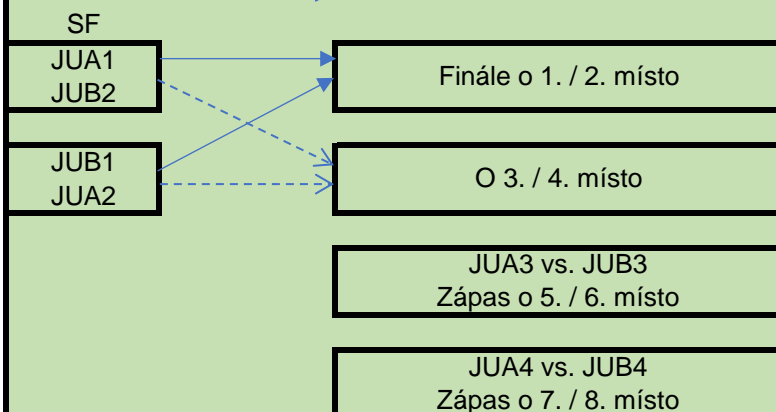 SF
JUA1
JUB2
Finále o 1. / 2. místo
JUB1
JUA2
O 3. / 4. místo
JUA3 vs. JUB3
Zápas o 5. / 6. místo
JUA4 vs. JUB4
Zápas o 7. / 8. místo